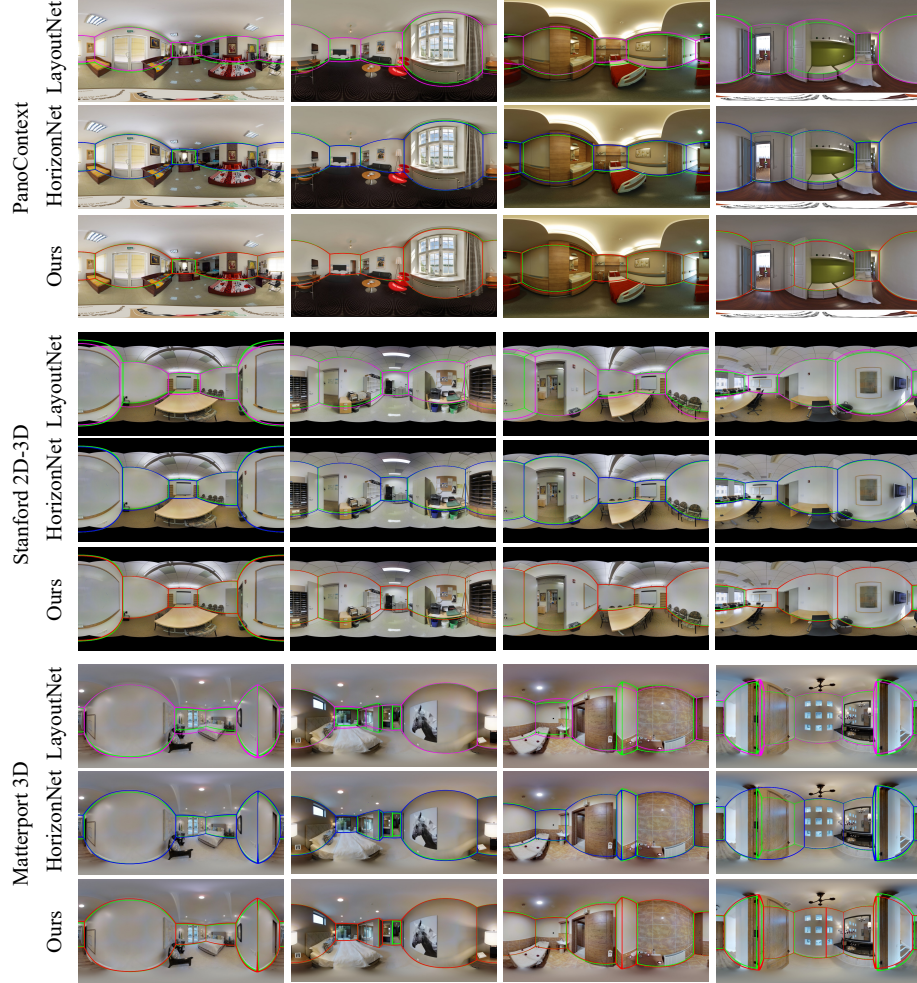 PanoContext
LayoutNet
HorizonNet
Ours
Stanford 2D-3D
LayoutNet
HorizonNet
Ours
Matterport 3D
LayoutNet
HorizonNet
Ours